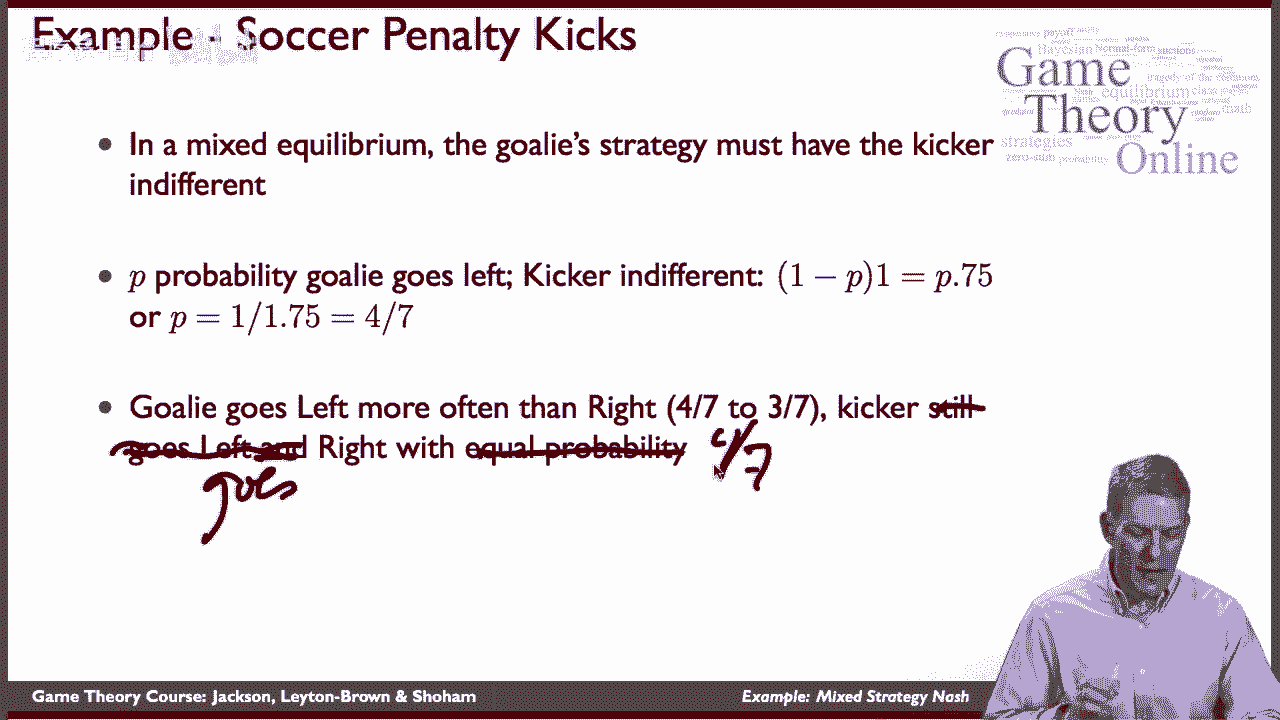 Example - Soccer Penalty Kicks
Game
Theory
Online
In a mixed equilibrium, the goalie's strategy must have the kicker
indifferent
p probability goalie goes left; Kicker indifferent: (1 − p)1 = p.75
or p = 1/1.75 = 4/7
Goalie goes Left more often than Right (4/7 to 3/7), kicker still
goes Left and Right with equal probability 4/7
goes
Game Theory Course: Jackson, Leyton-Brown & Shoham
Example: Mixed Strategy Nash